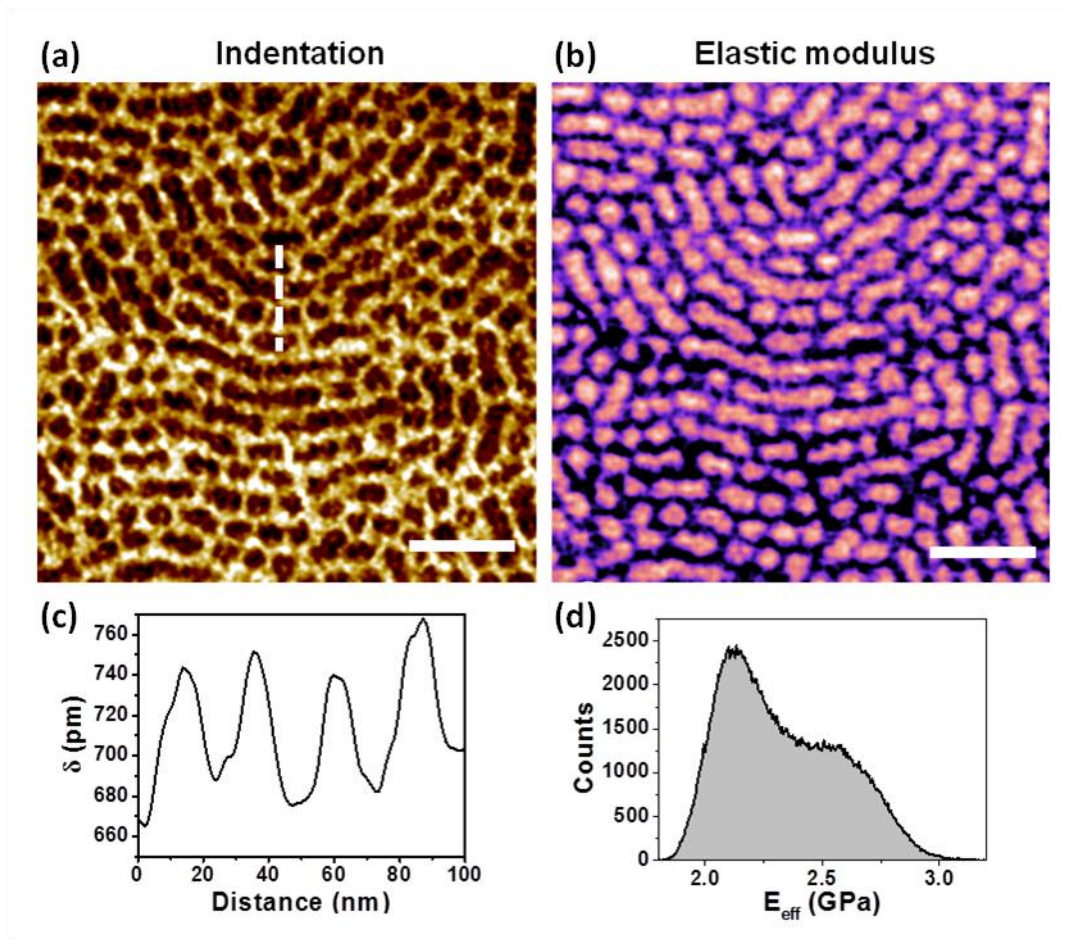 (a) Indentation
(b) Elastic modulus
(c)
760
740
720
700
680
660
δ (pm)
0 20 40 60 80 100
Distance (nm)
(d)
2500
2000
1500
1000
500
0
Counts
2.0 2.5 3.0
Eeff (GPa)